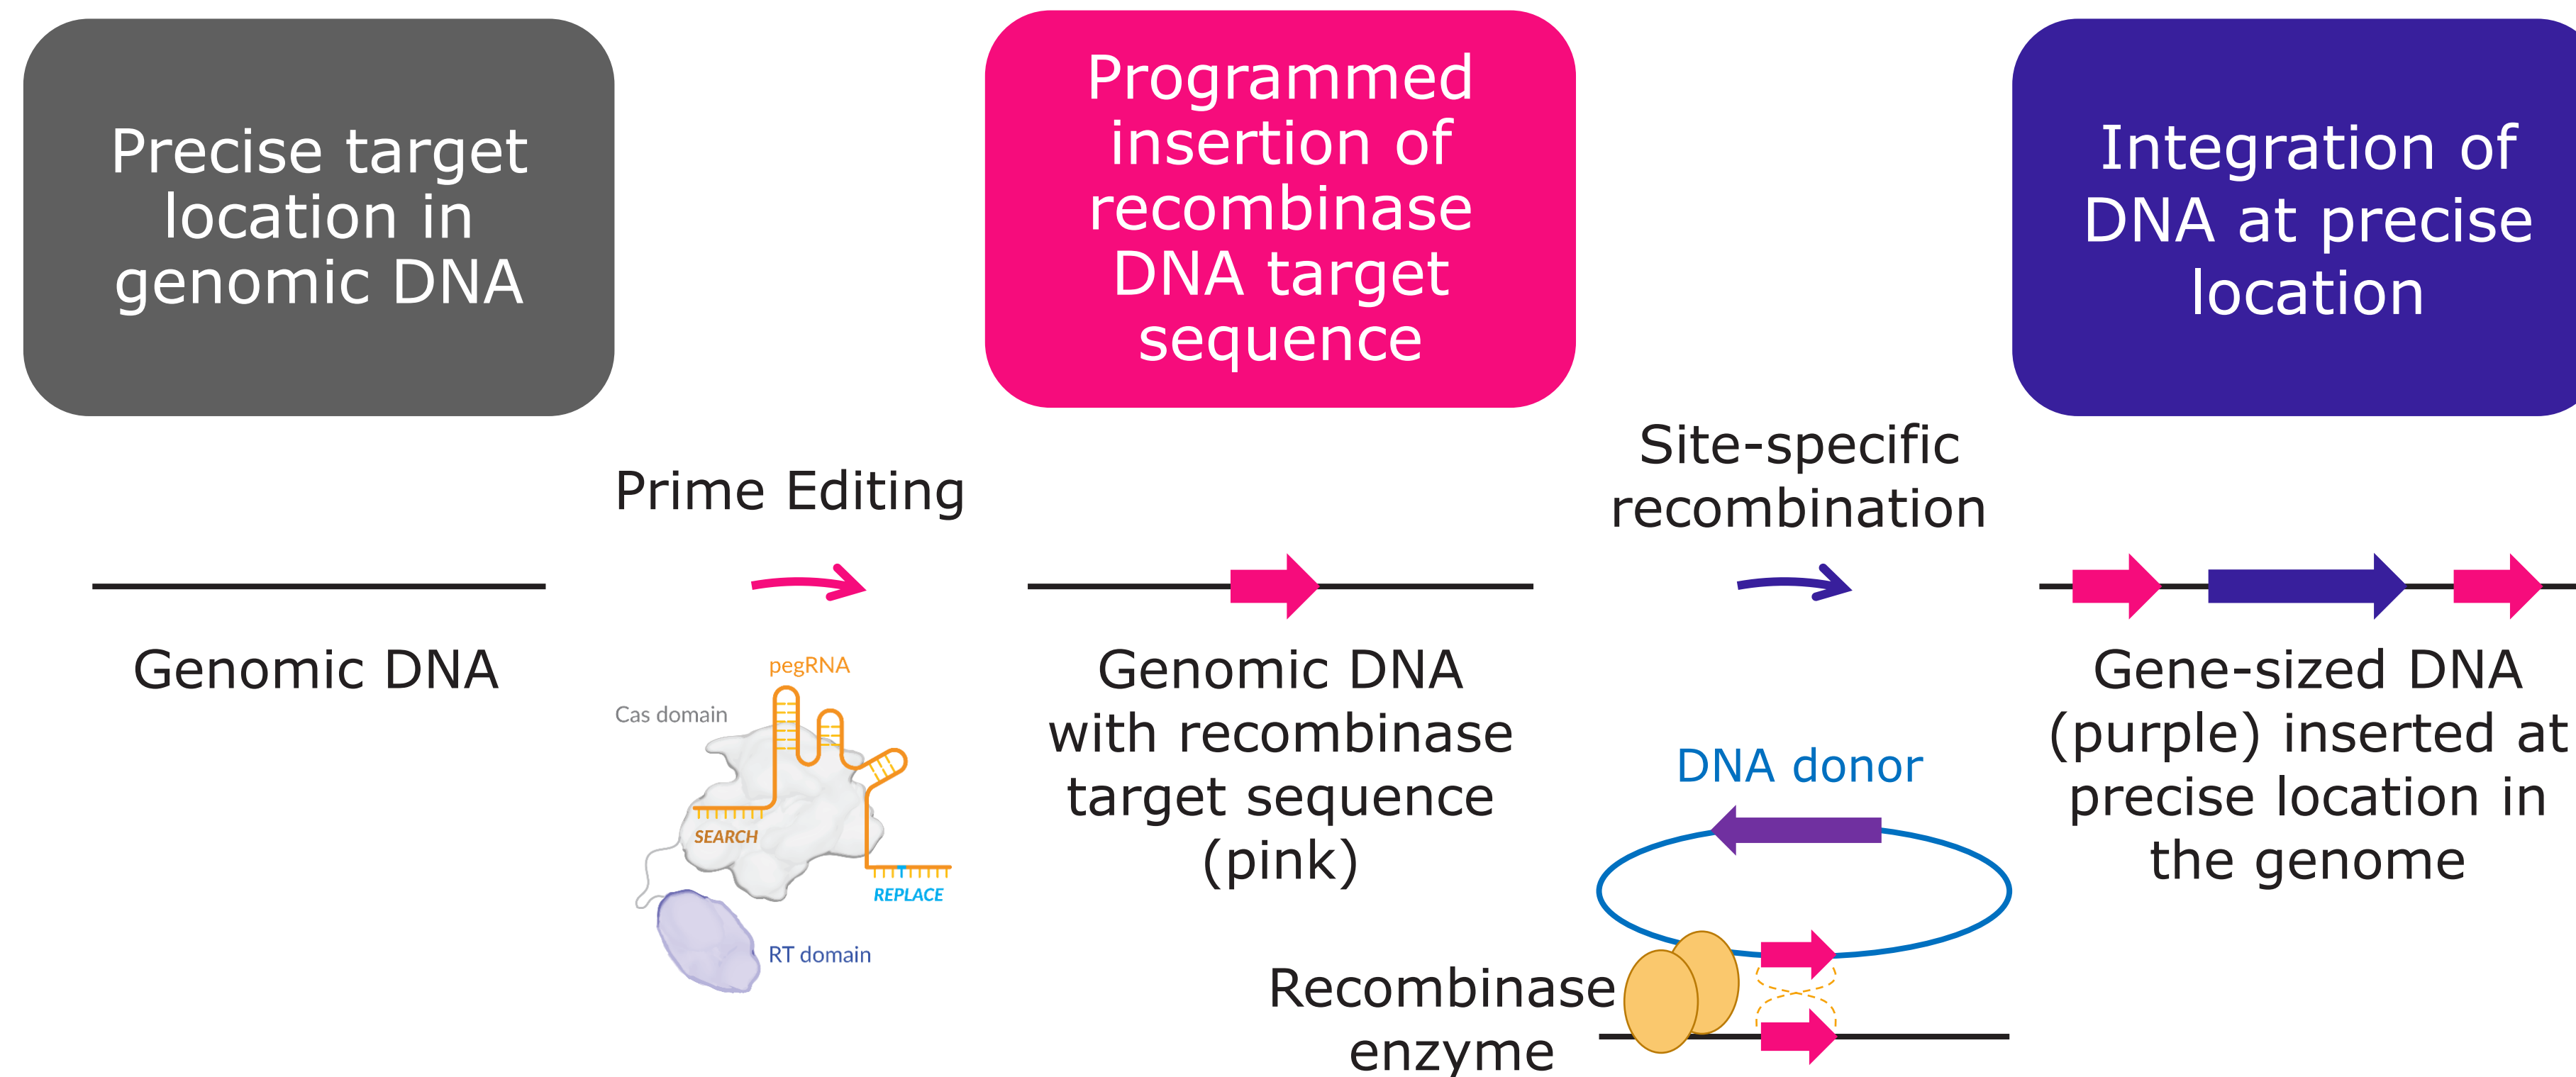 Precise target
location in
genomic DNA
Programmed
insertion of
recombinase
DNA target
sequence
Integration of
DNA at precise
location
Prime Editing
Site-specific
recombination
Genomic DNA
pegRNA
Cas domain
SEARCH
REPLACE
RT domain
Genomic DNA
with recombinase
target sequence
(pink)
DNA donor
Recombinase
enzyme
Gene-sized DNA
(purple) inserted at
precise location in
the genome